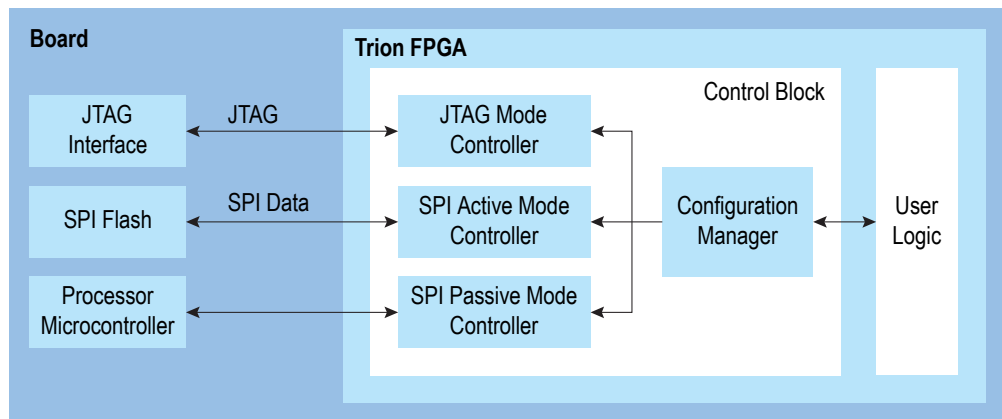 Board
Trion FPGA
Control Block
JTAG
Interface
JTAG
JTAG Mode
Controller
SPI Flash
SPI Data
SPI Active Mode
Controller
Configuration
Manager
User
Logic
Processor
Microcontroller
SPI Passive Mode
Controller